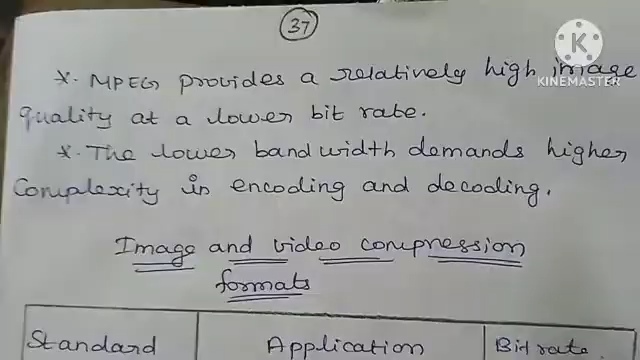 37
*. MPEG provides a relatively high image
quality at a lower bit rate.
*. The lower bandwidth demands higher
complexity in encoding and decoding.
Image and video compression
formats
Standard Application Bit rate.
K
KINEMASTER